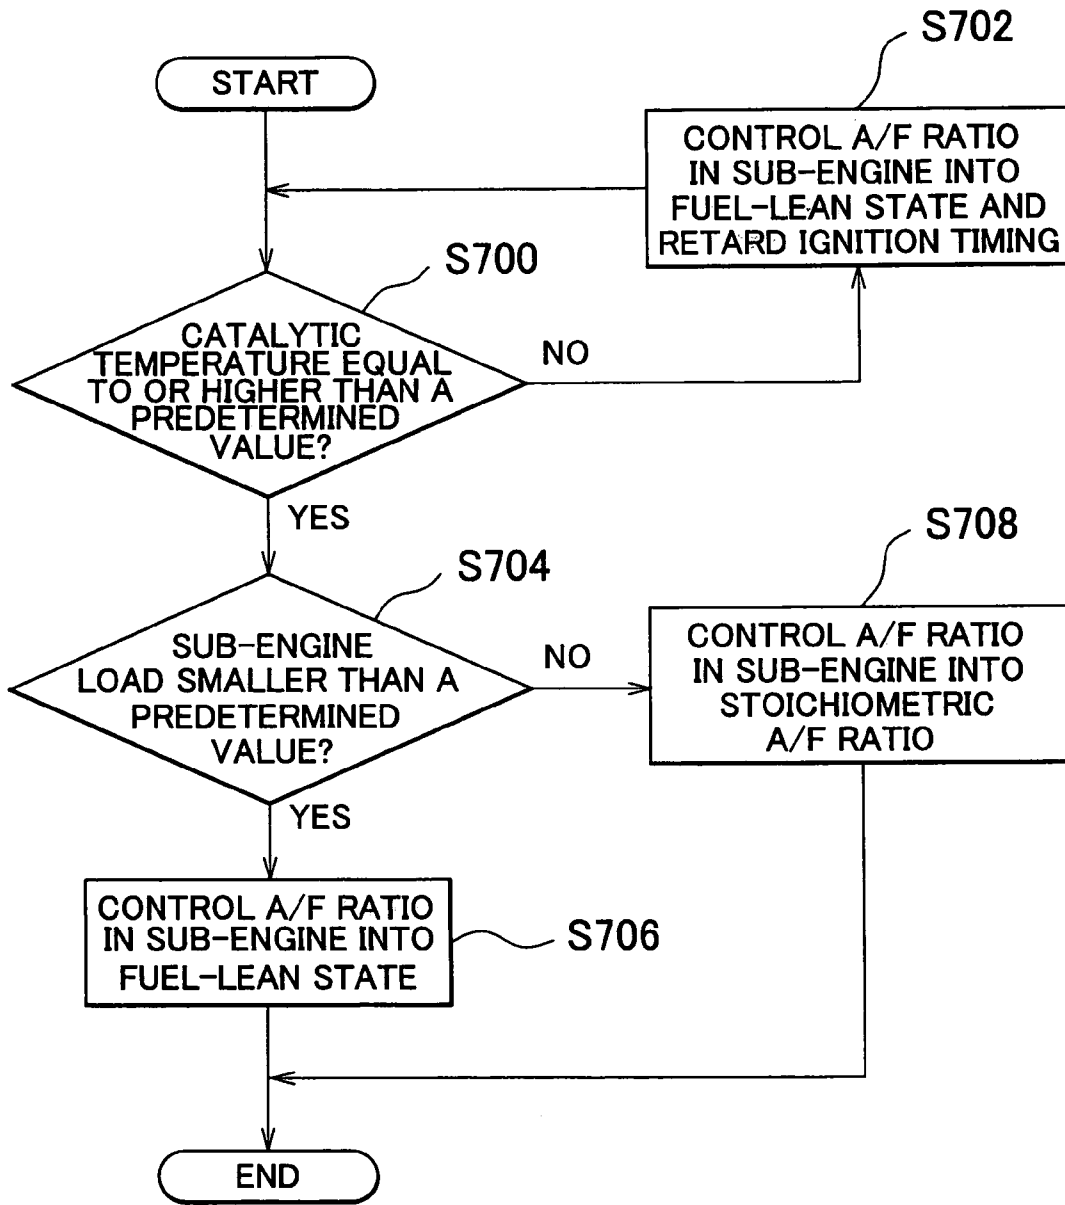 START
S702
CONTROL A/F RATIO
IN SUB-ENGINE INTO
FUEL-LEAN STATE AND
RETARD IGNITION TIMING
S700
CATALYTIC
TEMPERATURE EQUAL
TO OR HIGHER THAN A
PREDETERMINED
VALUE?
NO
YES
S704
SUB-ENGINE
LOAD SMALLER THAN A
PREDETERMINED
VALUE?
NO
S708
CONTROL A/F RATIO
IN SUB-ENGINE INTO
STOICHIOMETRIC
A/F RATIO
YES
CONTROL A/F RATIO
IN SUB-ENGINE INTO
FUEL-LEAN STATE
S706
END